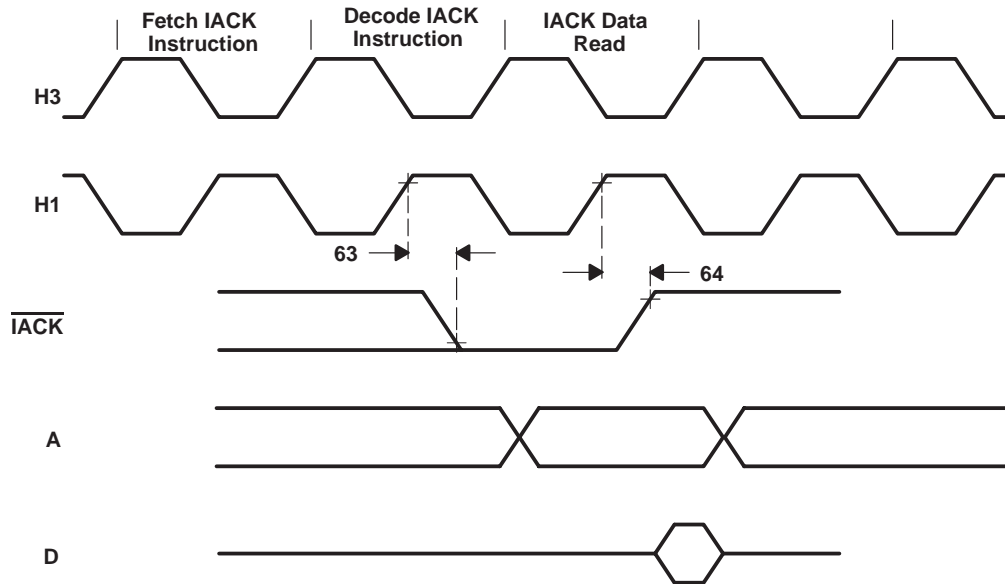 Fetch IACK
Instruction
Decode IACK
Instruction
IACK Data
Read
H3
H1
63
64
IACK
A
D